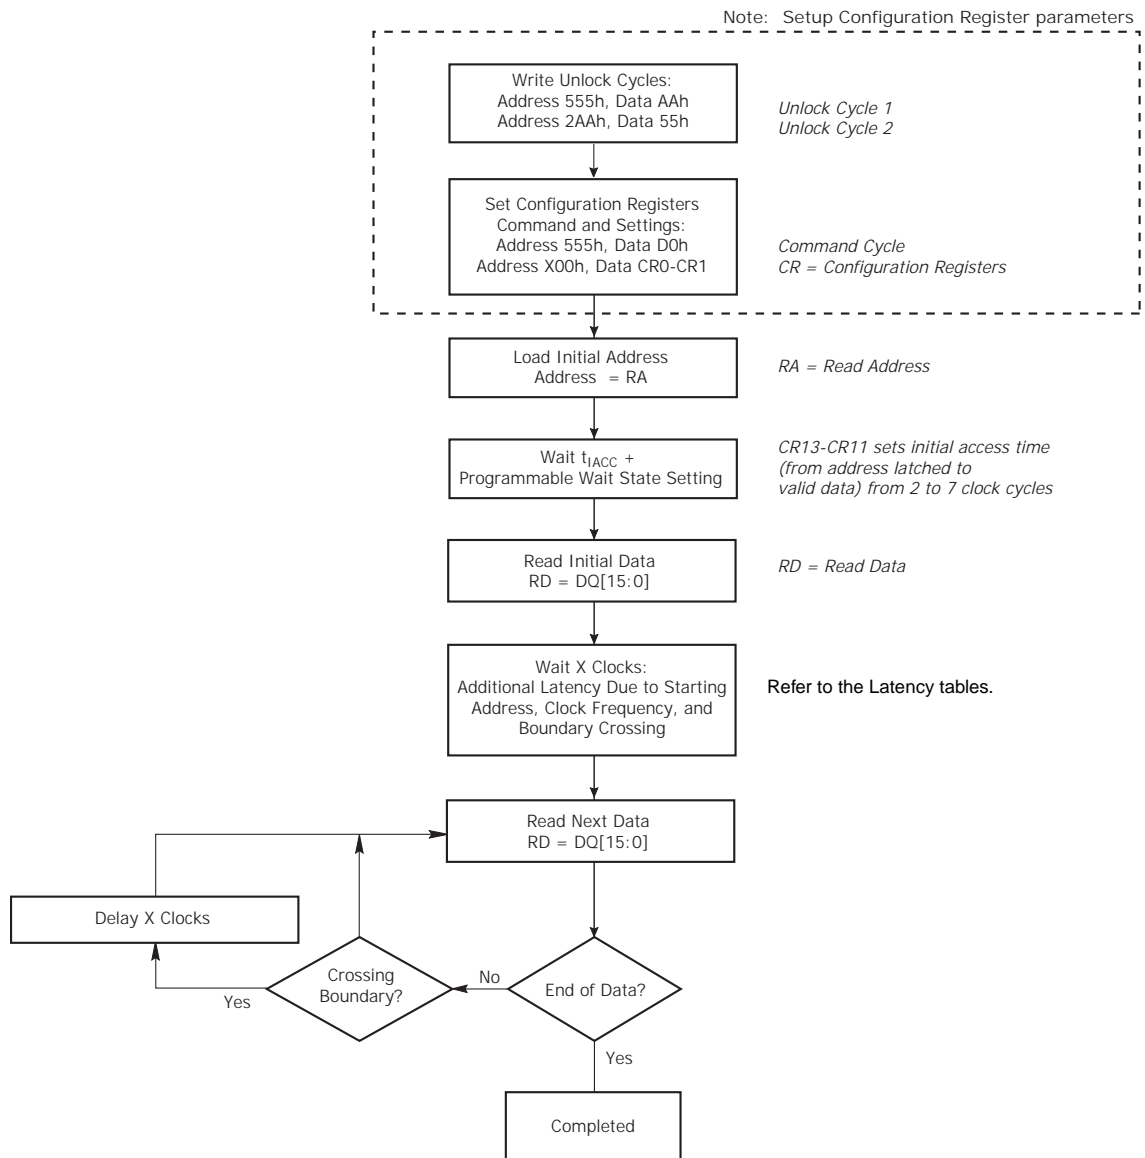 Note: Setup Configuration Register parameters
Write Unlock Cycles:
Address 555h, Data AAh
Address 2AAh, Data 55h
Unlock Cycle 1
Unlock Cycle 2
Set Configuration Registers
Command and Settings:
Address 555h, Data D0h
Address X00h, Data CR0-CR1
Command Cycle
CR = Configuration Registers
Load Initial Address
Address = RA
RA = Read Address
Wait tIACC +
Programmable Wait State Setting
CR13-CR11 sets initial access time
(from address latched to
valid data) from 2 to 7 clock cycles
Read Initial Data
RD = DQ[15:0]
RD = Read Data
Wait X Clocks:
Additional Latency Due to Starting
Address, Clock Frequency, and
Boundary Crossing
Refer to the Latency tables.
Read Next Data
RD = DQ[15:0]
Delay X Clocks
Crossing
Boundary?
Yes
No
End of Data?
Yes
Completed